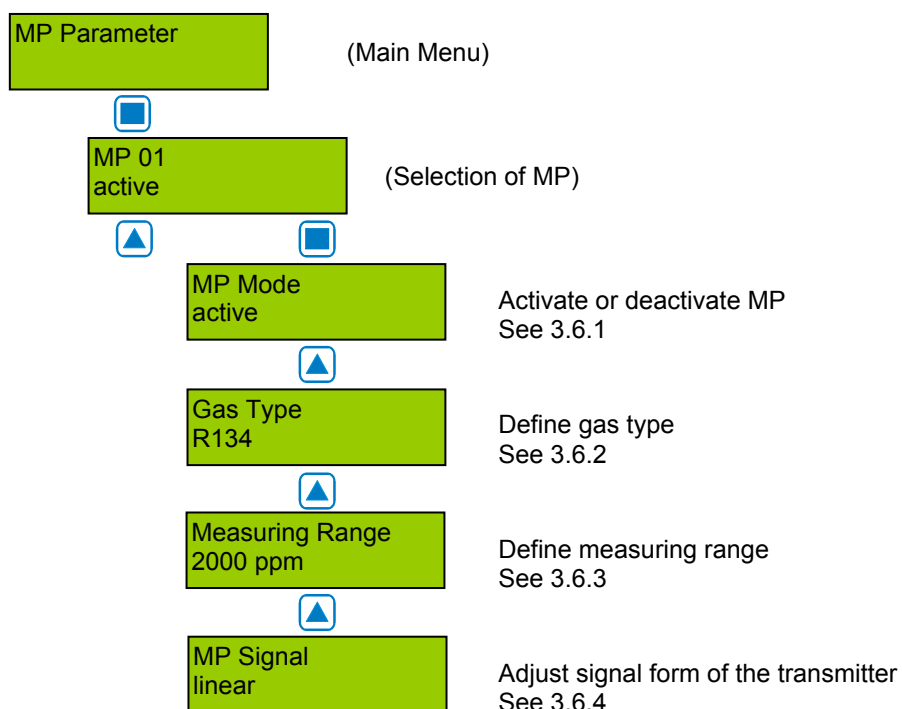 MP Parameter
(Main Menu)
MP 01
active
(Selection of MP)
MP Mode
active
Activate or deactivate MP
See 3.6.1
Gas Type
R134
Define gas type
See 3.6.2
Measuring Range
2000 ppm
Define measuring range
See 3.6.3
MP Signal
linear
Adjust signal form of the transmitter
See 3.6.4